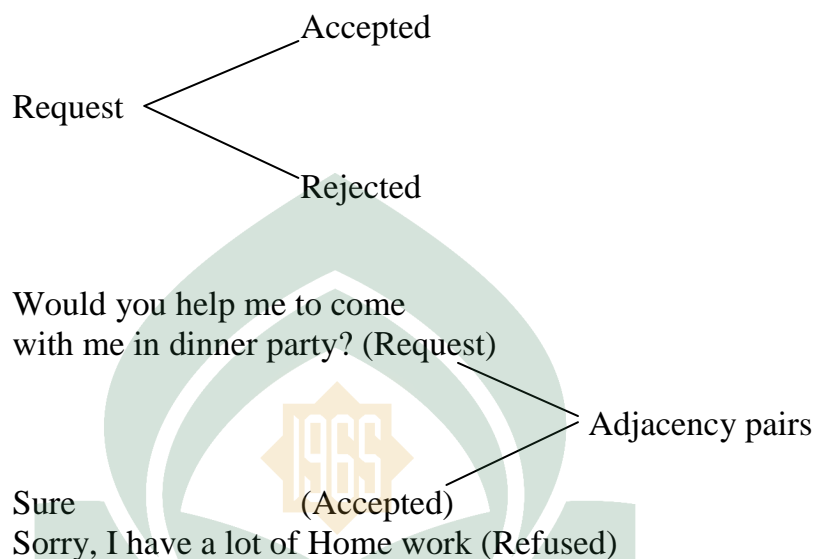 Accepted
Request
Rejected
Would you help me to come
with me in dinner party? (Request)
Adjacency pairs
1965
Sure (Accepted)
Sorry, I have a lot of Home work (Refused)